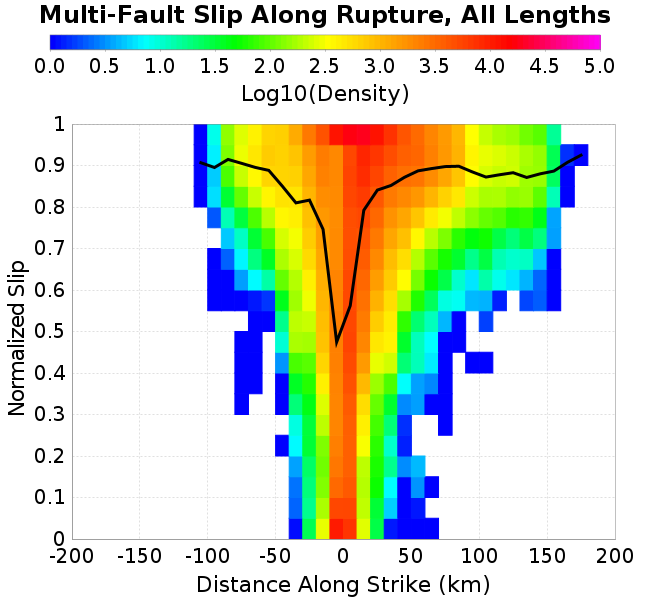 Multi-Fault Slip Along Rupture, All Lengths
0.0 0.5 1.0 1.5 2.0 2.5 3.0 3.5 4.0 4.5 5.0
Log10(Density)
1
0.9
0.8
0.7
0.6
0.5
0.4
0.3
0.2
0.1
0
Normalized Slip
-200 -150 -100 -50 0 50 100 150 200
Distance Along Strike (km)